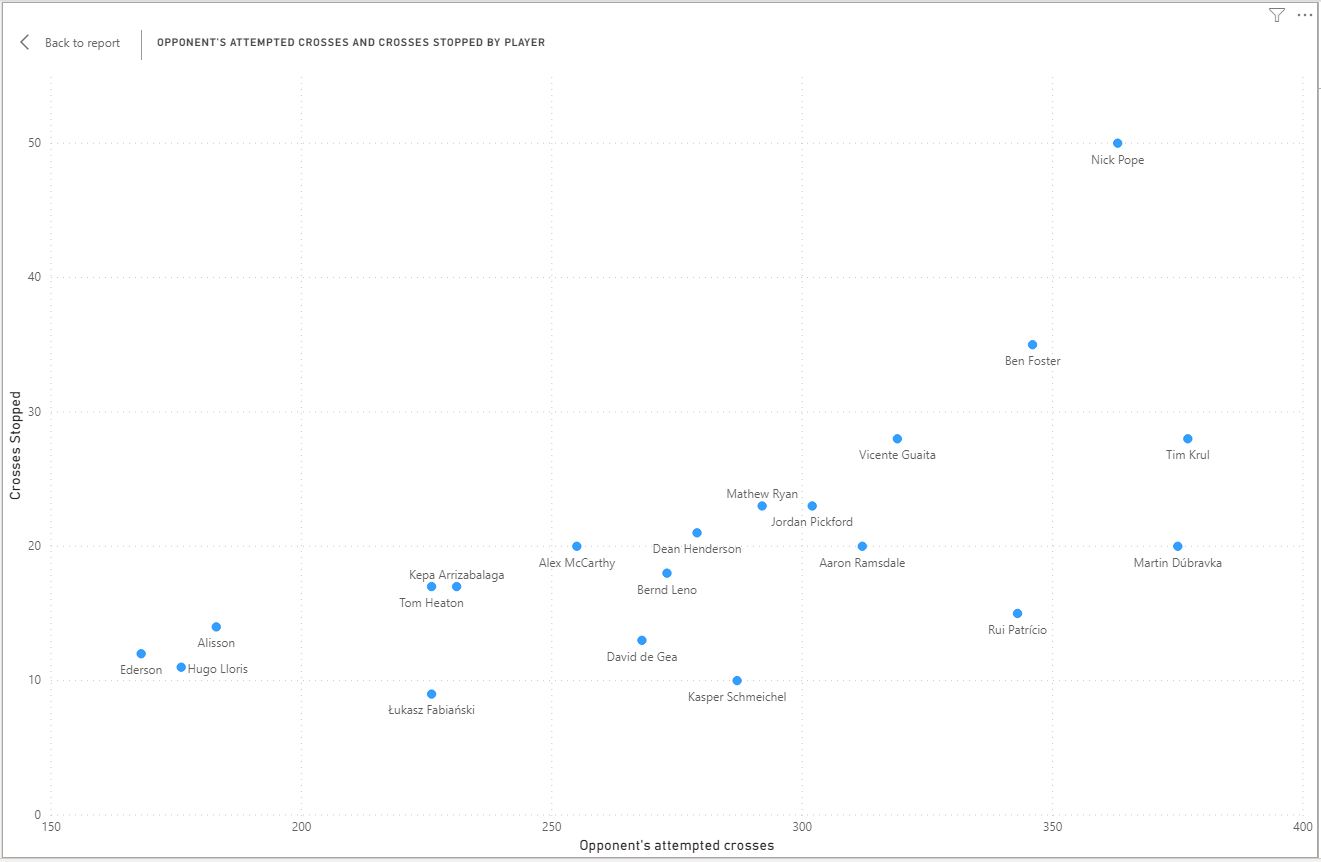 Back to report
OPPONENT'S ATTEMPTED CROSSES AND CROSSES STOPPED BY PLAYER
50
Nick Pope
40
Ben Foster
30
Vicente Guaita
Tim Krul
Mathew Ryan
Jordan Pickford
20
Dean Henderson
Alex McCarthy
Aaron Ramsdale
Martin Dúbravka
Kepa Arrizabalaga
Bernd Leno
Tom Heaton
Rui Patrício
Alisson
David de Gea
Ederson
Hugo Lloris
10
Kasper Schmeichel
Łukasz Fabiański
0
Crosses Stopped
150
200
250
300
350
400
Opponent's attempted crosses